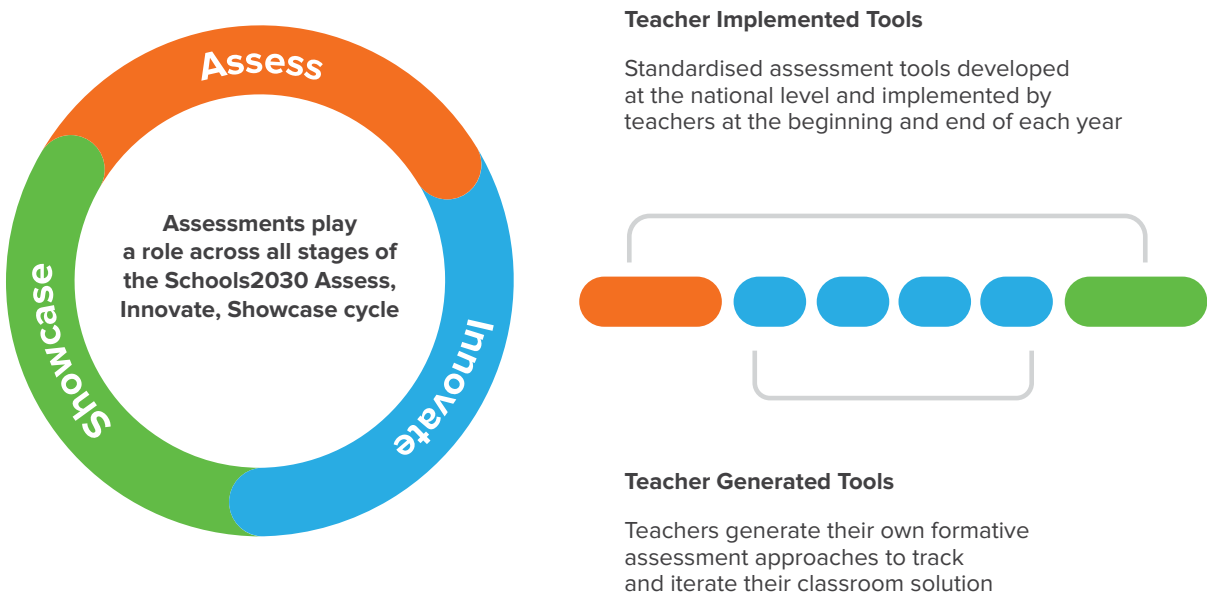 Assess
Innovate
Showcase
Assessments play
a role across all stages of
the Schools2030 Assess,
Innovate, Showcase cycle
Teacher Implemented Tools
Standardised assessment tools developed
at the national level and implemented by
teachers at the beginning and end of each year
Teacher Generated Tools
Teachers generate their own formative
assessment approaches to track
and iterate their classroom solution